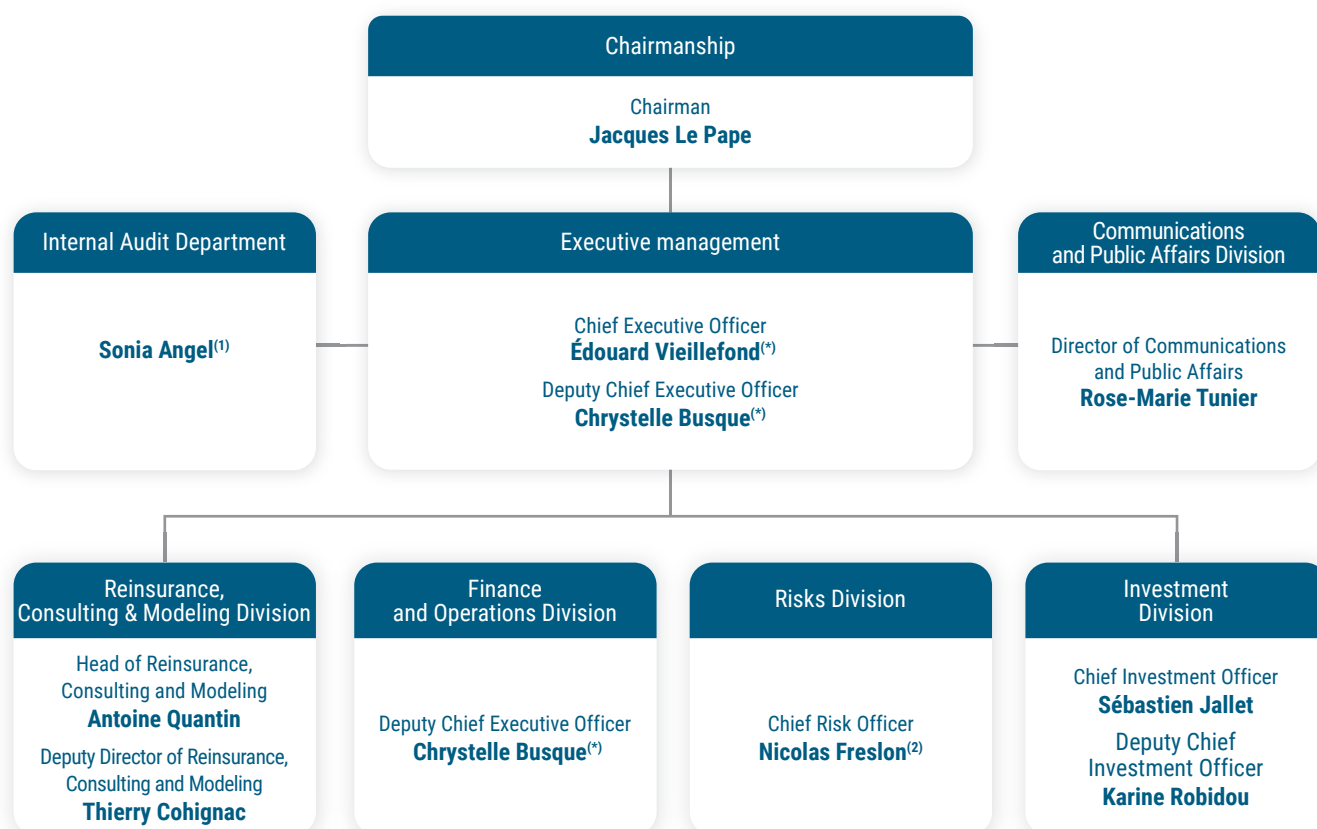 Chairmanship
Chairman
Jacques Le Pape
Internal Audit Department
Sonia Angel(1)
Executive management
Chief Executive Officer
Édouard Vieillefond(*)
Deputy Chief Executive Officer
Chrystelle Busque(*)
Communications
and Public Affairs Division
Director of Communications
and Public Affairs
Rose-Marie Tunier
Reinsurance,
Consulting & Modeling Division
Head of Reinsurance,
Consulting and Modeling
Antoine Quantin
Deputy Director of Reinsurance,
Consulting and Modeling
Thierry Cohignac
Finance
and Operations Division
Deputy Chief Executive Officer
Chrystelle Busque(*)
Risks Division
Chief Risk Officer
Nicolas Freslon(2)
Investment
Division
Chief Investment Officer
Sébastien Jallet
Deputy Chief
Investment Officer
Karine Robidou